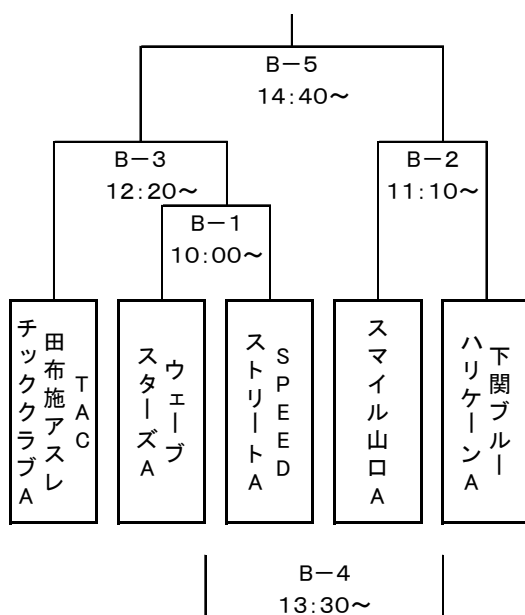 B－5
14:40～
B－3
12:20～
B－2
11:10～
B－1
10:00～
TAC
田布施アスレ
チッククラブA
ウェーブ
スターズA
SPEED
ストリートA
スマイル山口A
下関ブルー
ハリケーンA
B－4
13:30～